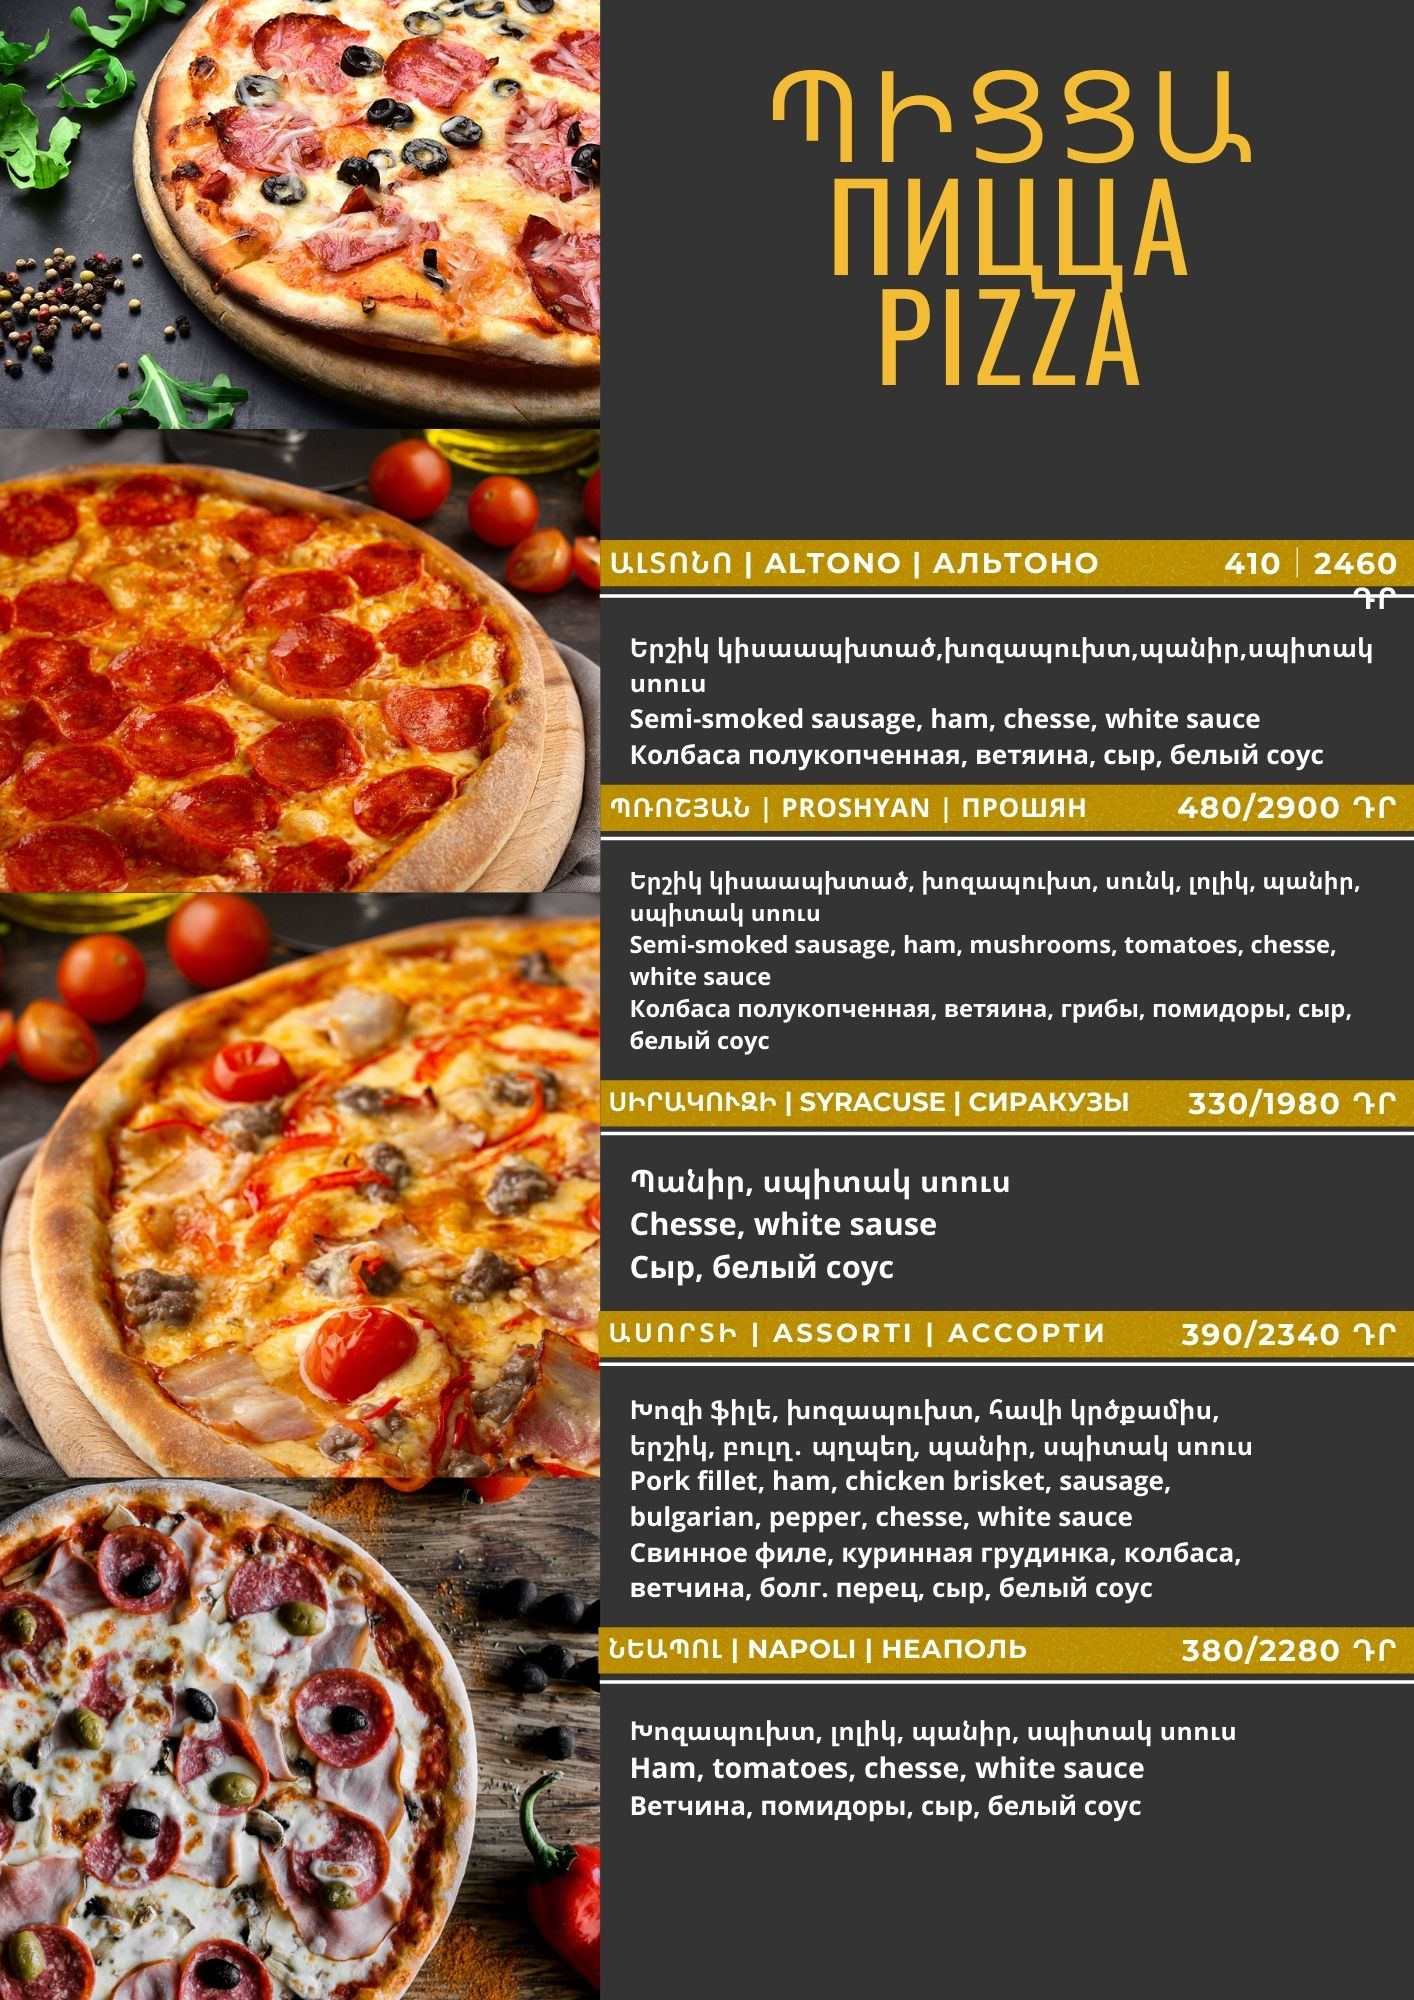 ՊԻՑՑԱ
ПИЦЦА
PIZZA
ԱԼՏՈՆՈ | ALTONO | АЛЬТОНО 410 | 2460 ԴՐ
Երշիկ կիսաապխտած,խոզապուխտ,պանիր,սպիտակ
սոուս
Semi-smoked sausage, ham, chesse, white sauce
Колбаса полукопченная, ветяина, сыр, белый соус
ՊՌՈՇՅԱՆ | PROSHYAN | ПРОШЯН 480/2900 ԴՐ
Երշիկ կիսաապխտած, խոզապուխտ, սունկ, լոլիկ, պանիր,
սպիտակ սոուս
Semi-smoked sausage, ham, mushrooms, tomatoes, chesse,
white sauce
Колбаса полукопченная, ветяина, грибы, помидоры, сыр,
белый соус
ՍԻՐԱԿՈՒԶԻ | SYRACUSE | СИРАКУЗЫ 330/1980 ԴՐ
Պանիր, սպիտակ սոուս
Chesse, white sause
Сыр, белый соус
ԱՍՈՐՏԻ | ASSORTI | АССОРТИ 390/2340 ԴՐ
Խոզի ֆիլե, խոզապուխտ, հավի կրծքամիս,
երշիկ, բուլղ. պղպեղ, պանիր, սպիտակ սոուս
Pork fillet, ham, chicken brisket, sausage,
bulgarian, pepper, chesse, white sauce
Свинное филе, куринная грудинка, колбаса,
ветчина, болг. перец, сыр, белый соус
ՆԵԱՊՈԼ | NAPOLI | НЕАПОЛЬ 380/2280 ԴՐ
Խոզապուխտ, լոլիկ, պանիր, սպիտակ սոուս
Ham, tomatoes, chesse, white sauce
Ветчина, помидоры, сыр, белый соус